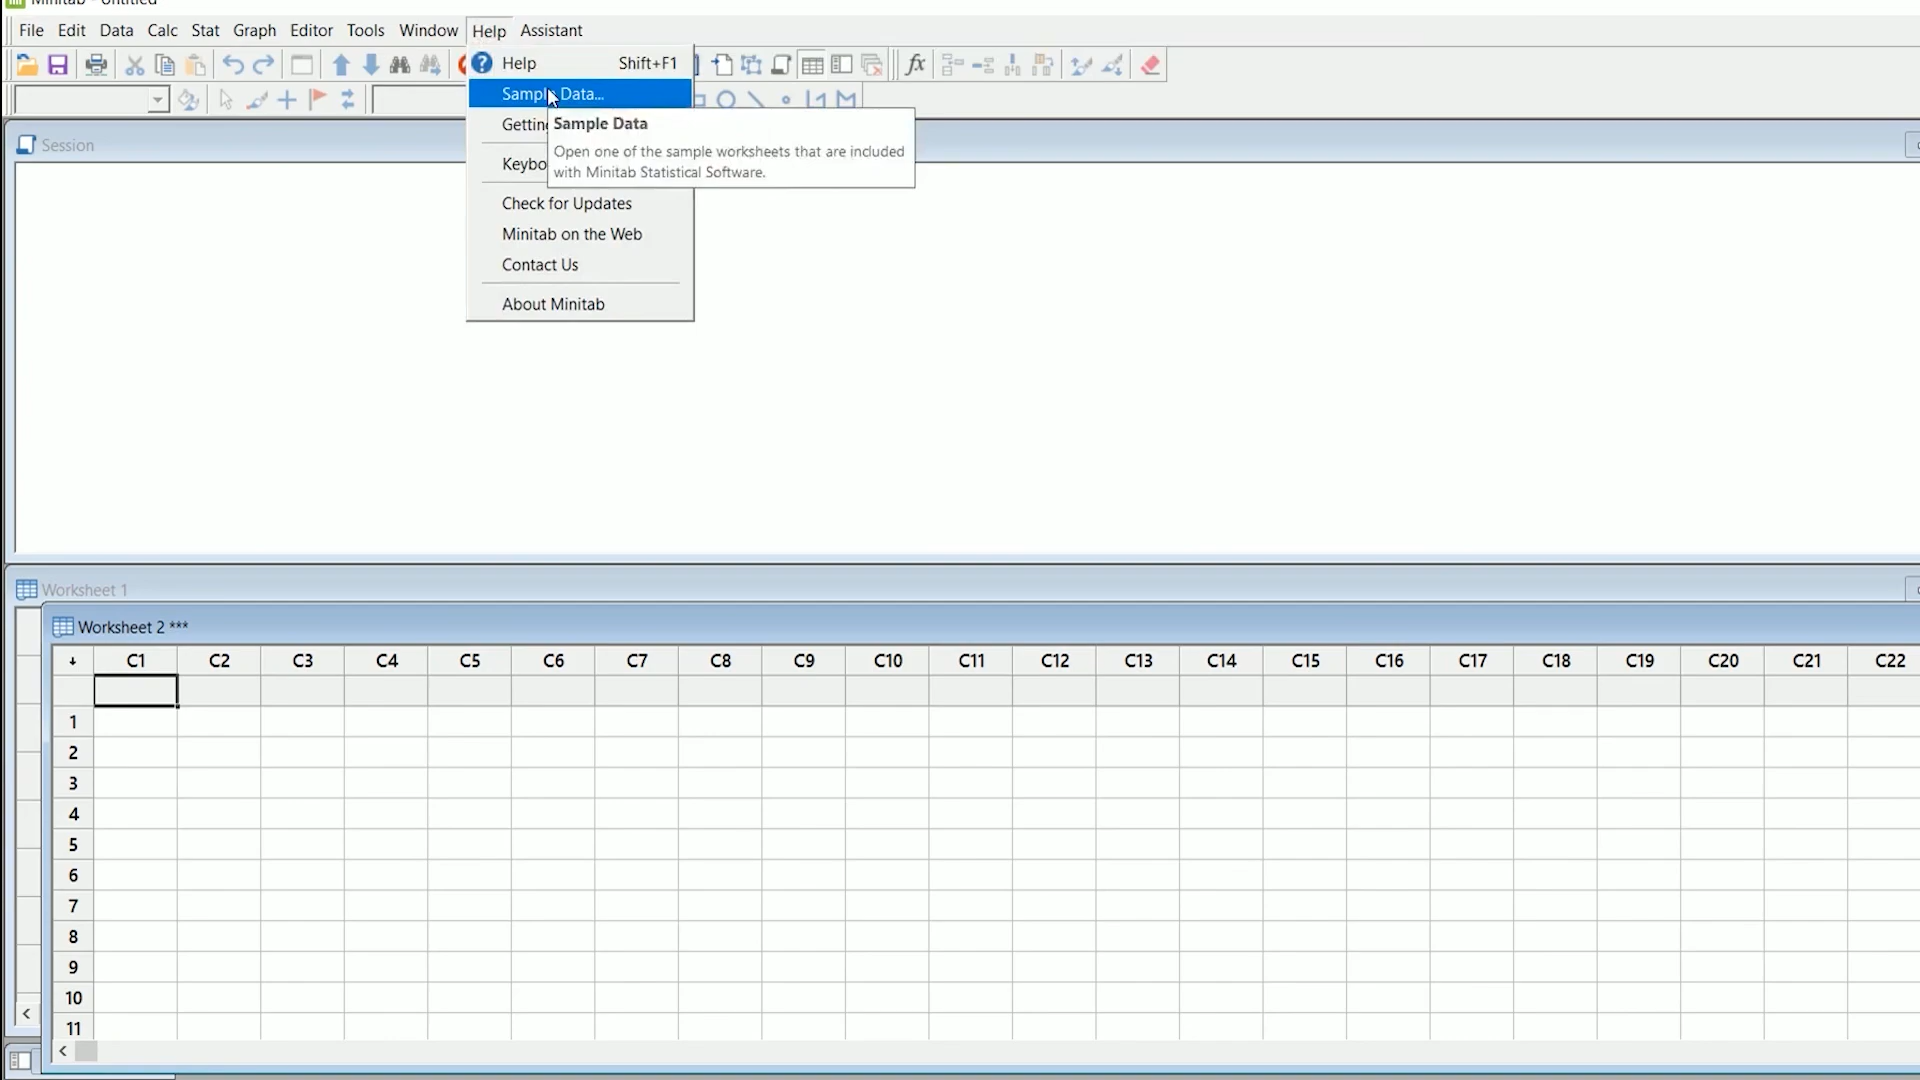 Minitab - Untitled
File Edit Data Calc Stat Graph Editor Tools Window Help Assistant
Help Shift+F1
Sample Data...
Getting
Sample Data
Open one of the sample worksheets that are included
with Minitab Statistical Software.
Keybo
Check for Updates
Minitab on the Web
Contact Us
About Minitab
Session
Worksheet 1
Worksheet 2 ***
C1 C2 C3 C4 C5 C6 C7 C8 C9 C10 C11 C12 C13 C14 C15 C16 C17 C18 C19 C20 C21 C22
1
2
3
4
5
6
7
8
9
10
11